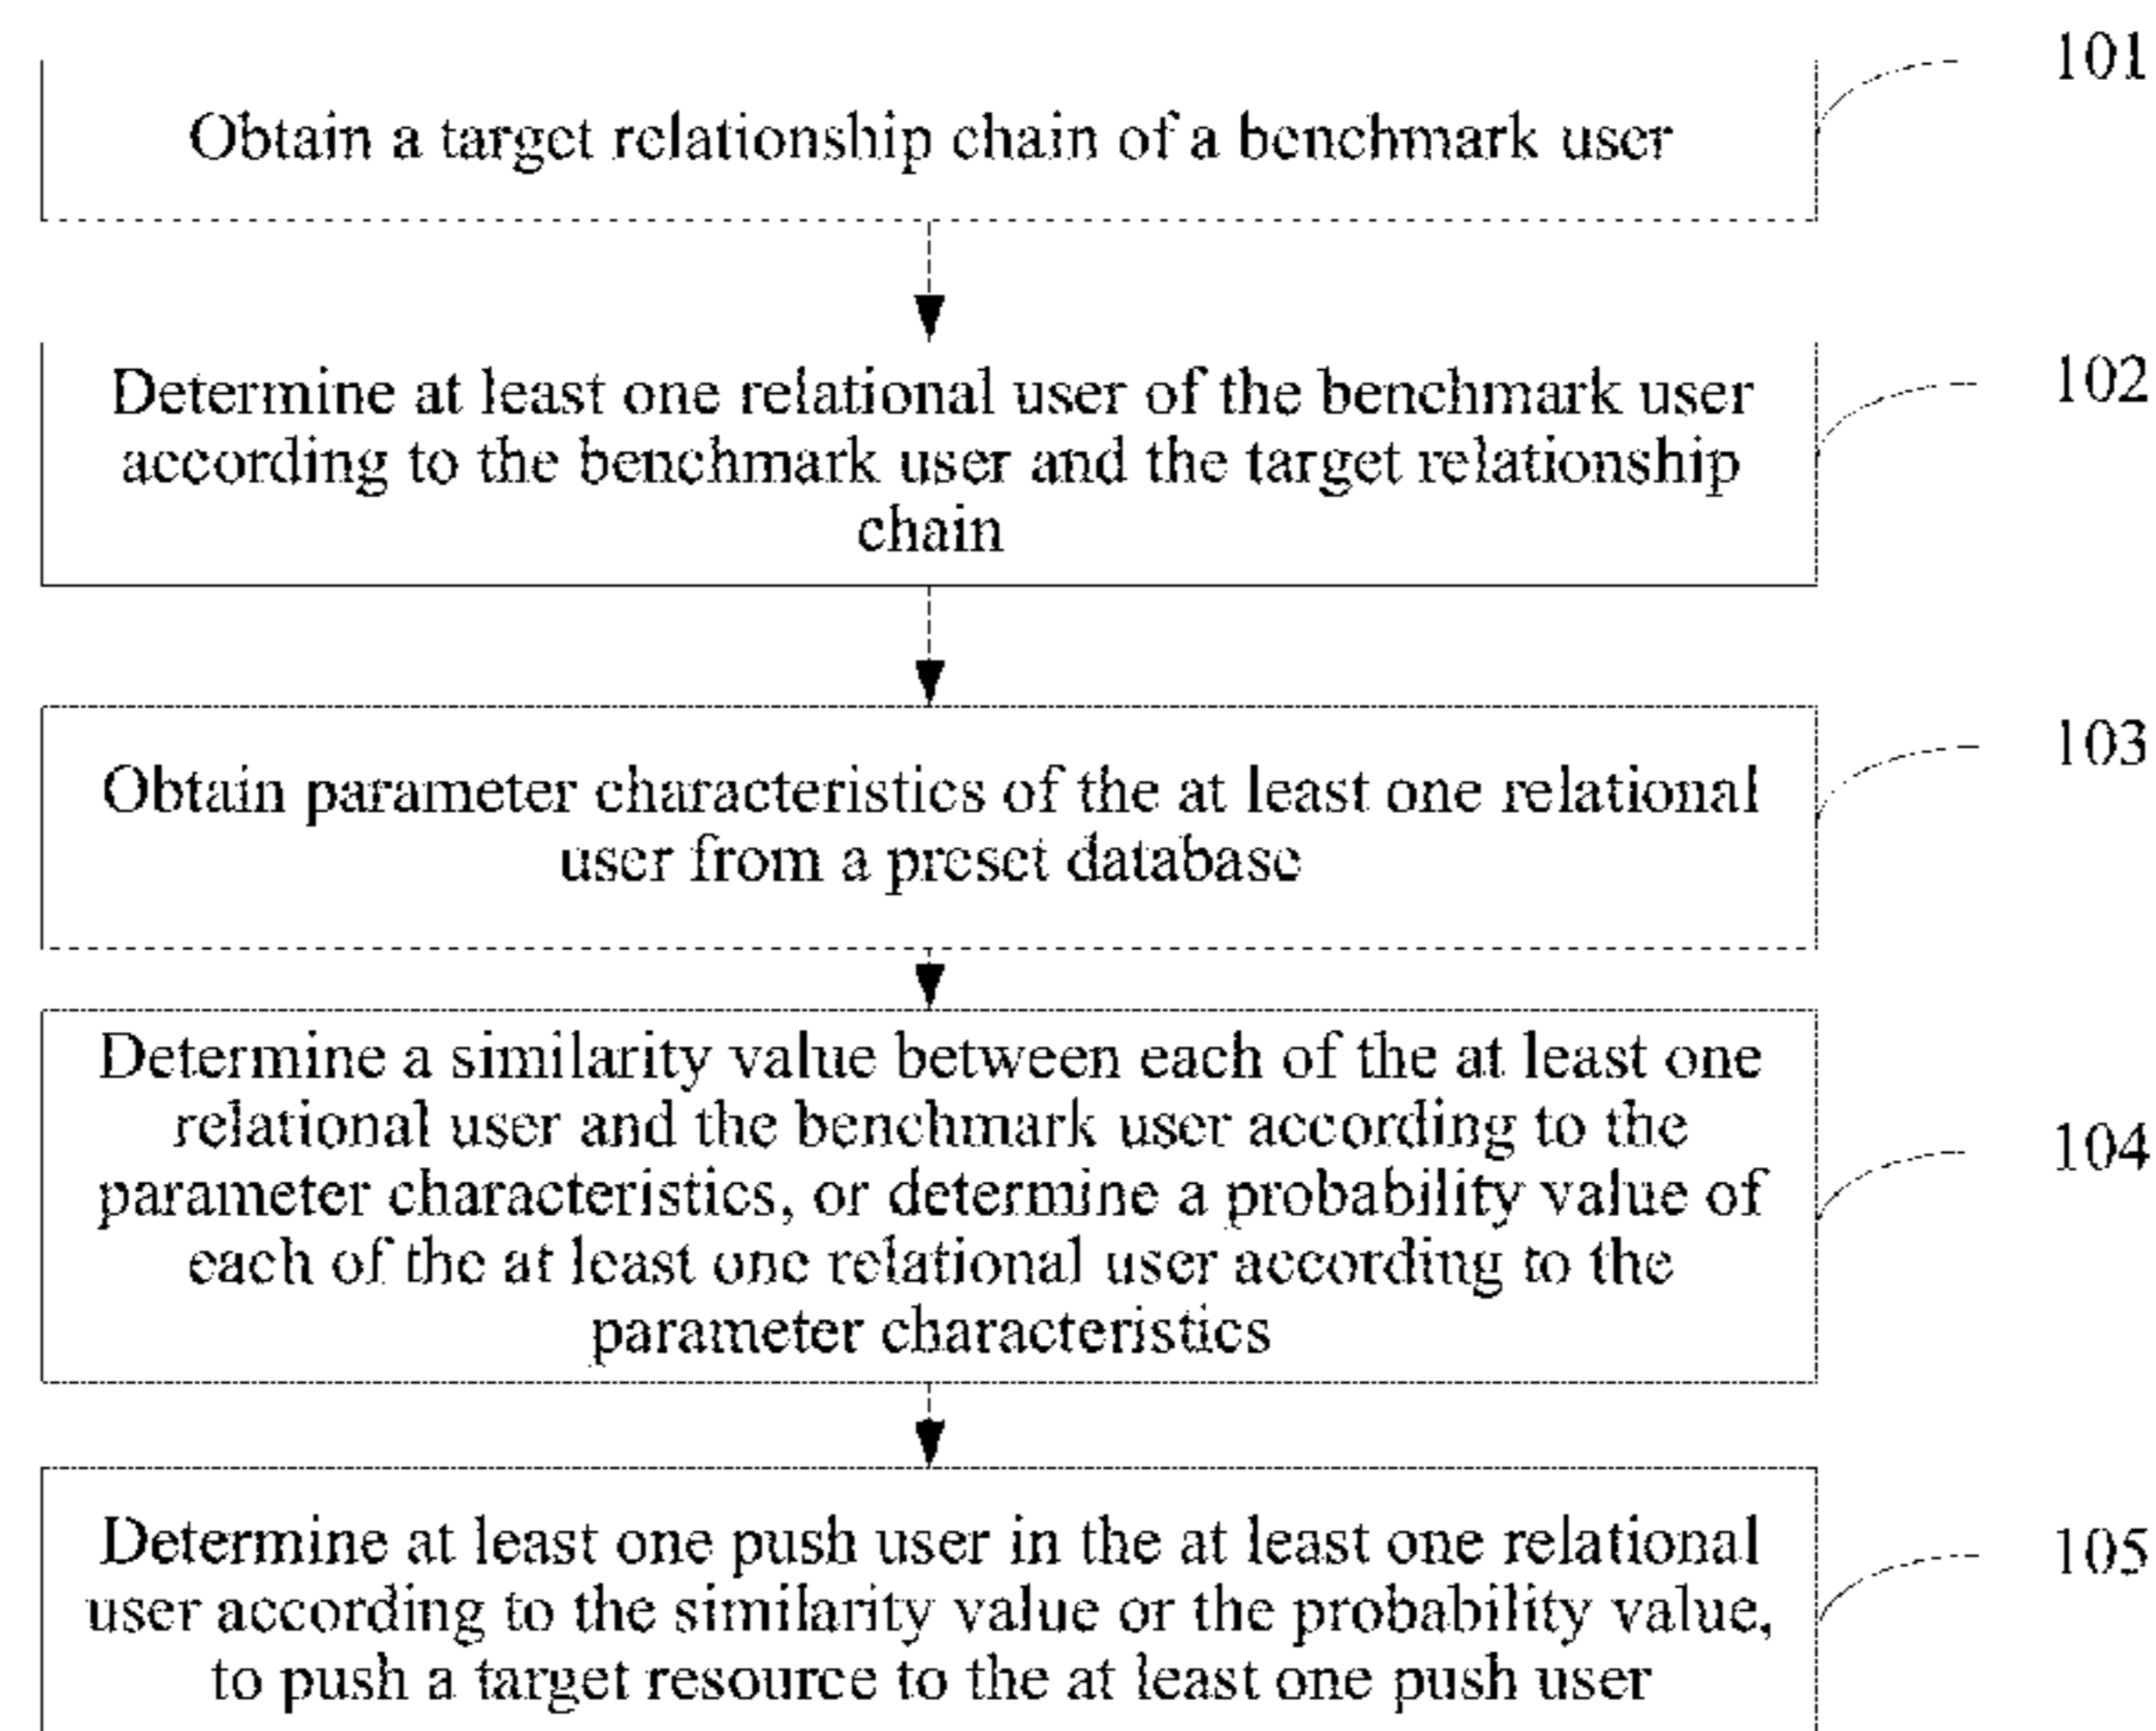 101
Obtain a target relationship chain of a benchmark user
102
Determine at least one relational user of the benchmark user
according to the benchmark user and the target relationship
chain
103
Obtain parameter characteristics of the at least one relational
user from a preset database
Determine a similarity value between each of the at least one
relational user and the benchmark user according to the
104
parameter characteristics, or determine a probability value of
each of the at least one relational user according to the
parameter characteristics
105
Determine at least one push user in the at least one relational
user according to the similarity value or the probability value,
to push a target resource to the at least one push user